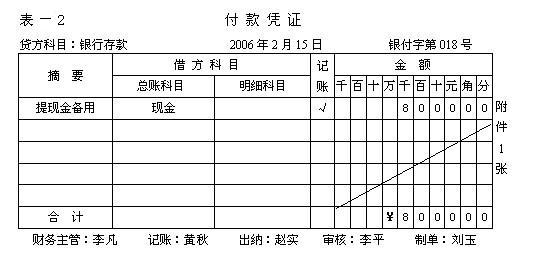 表一2 付款凭证
贷方科目：银行存款 2006年2月15日 银付字第018号
摘要 借方科目 记账 金额
总账科目 明细科目 千 百 十 万 千 百 十 元 角 分
提现金备用 现金 √ 8 0 0 0 0 0
附件1张
合计 ¥ 8 0 0 0 0 0
财务主管：李凡 记账：黄秋 出纳：赵实 审核：李平 制单：刘玉